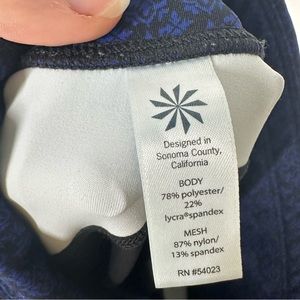 Designed in
Sonoma County,
California
BODY
78% polyester/
22%
lycra®spandex
MESH
87% nylon/
13% spandex
RN #54023